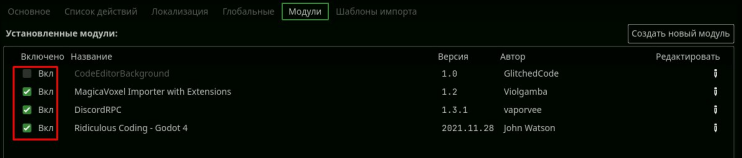 Основное Список действий Локализация Глобальные Модули Шаблоны импорта
Установленные модули: Создать новый модуль
Включено Название Версия Автор Редактировать
Вкл CodeEditorBackground 1.0 GlitchedCode
Вкл MagicaVoxel Importer with Extensions 1.2 Violgamba
Вкл DiscordRPC 1.3.1 vaporvee
Вкл Ridiculous Coding - Godot 4 2021.11.28 John Watson